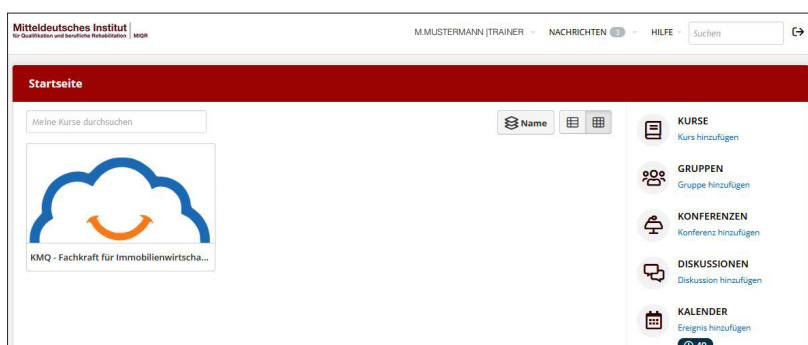 Mitteldeutsches Institut
für Qualifikation und berufliche Rehabilitation | MIQR
M.MUSTERMANN |TRAINER
NACHRICHTEN 3
HILFE
Suchen
Startseite
Meine Kurse durchsuchen
Name
KMQ - Fachkraft für Immobilienwirtscha...
KURSE
Kurs hinzufügen
GRUPPEN
Gruppe hinzufügen
KONFERENZEN
Konferenz hinzufügen
DISKUSSIONEN
Diskussion hinzufügen
KALENDER
Ereignis hinzufügen